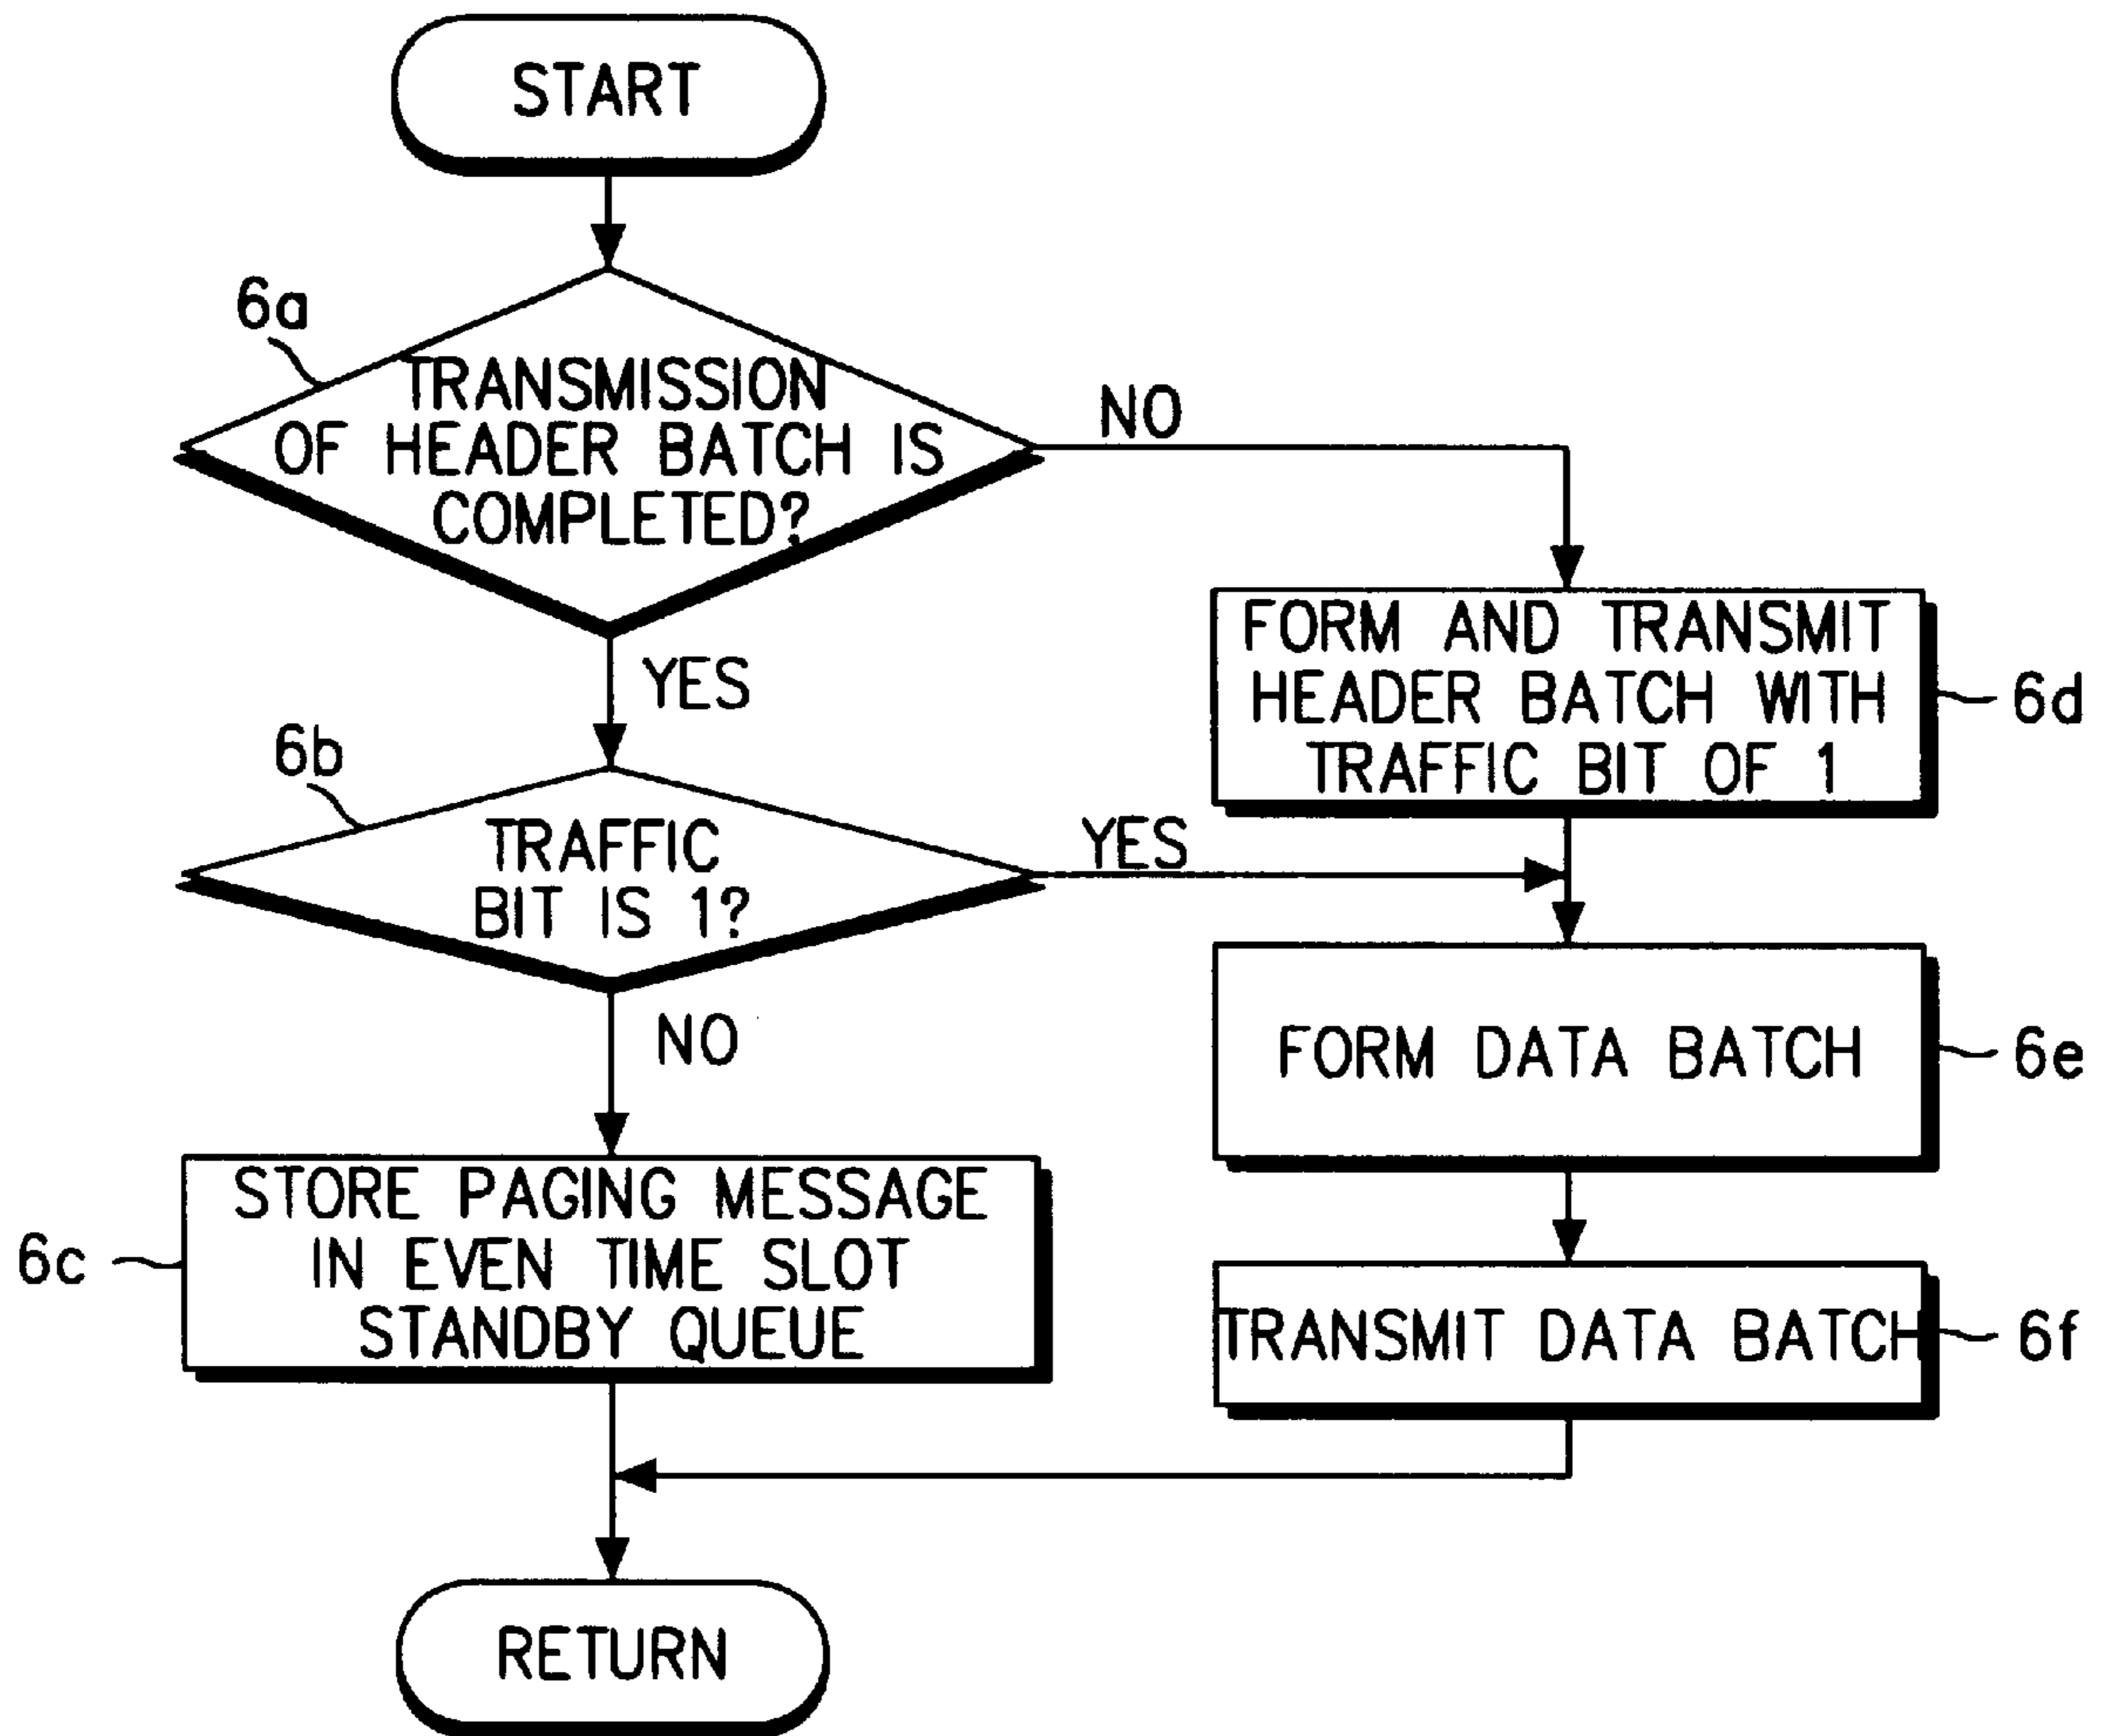 START
6a
TRANSMISSION
OF HEADER BATCH IS
COMPLETED?
NO
YES
FORM AND TRANSMIT
HEADER BATCH WITH
TRAFFIC BIT OF 1
6d
6b
TRAFFIC
BIT IS 1?
YES
NO
FORM DATA BATCH
6e
STORE PAGING MESSAGE
IN EVEN TIME SLOT
STANDBY QUEUE
6c
TRANSMIT DATA BATCH
6f
RETURN